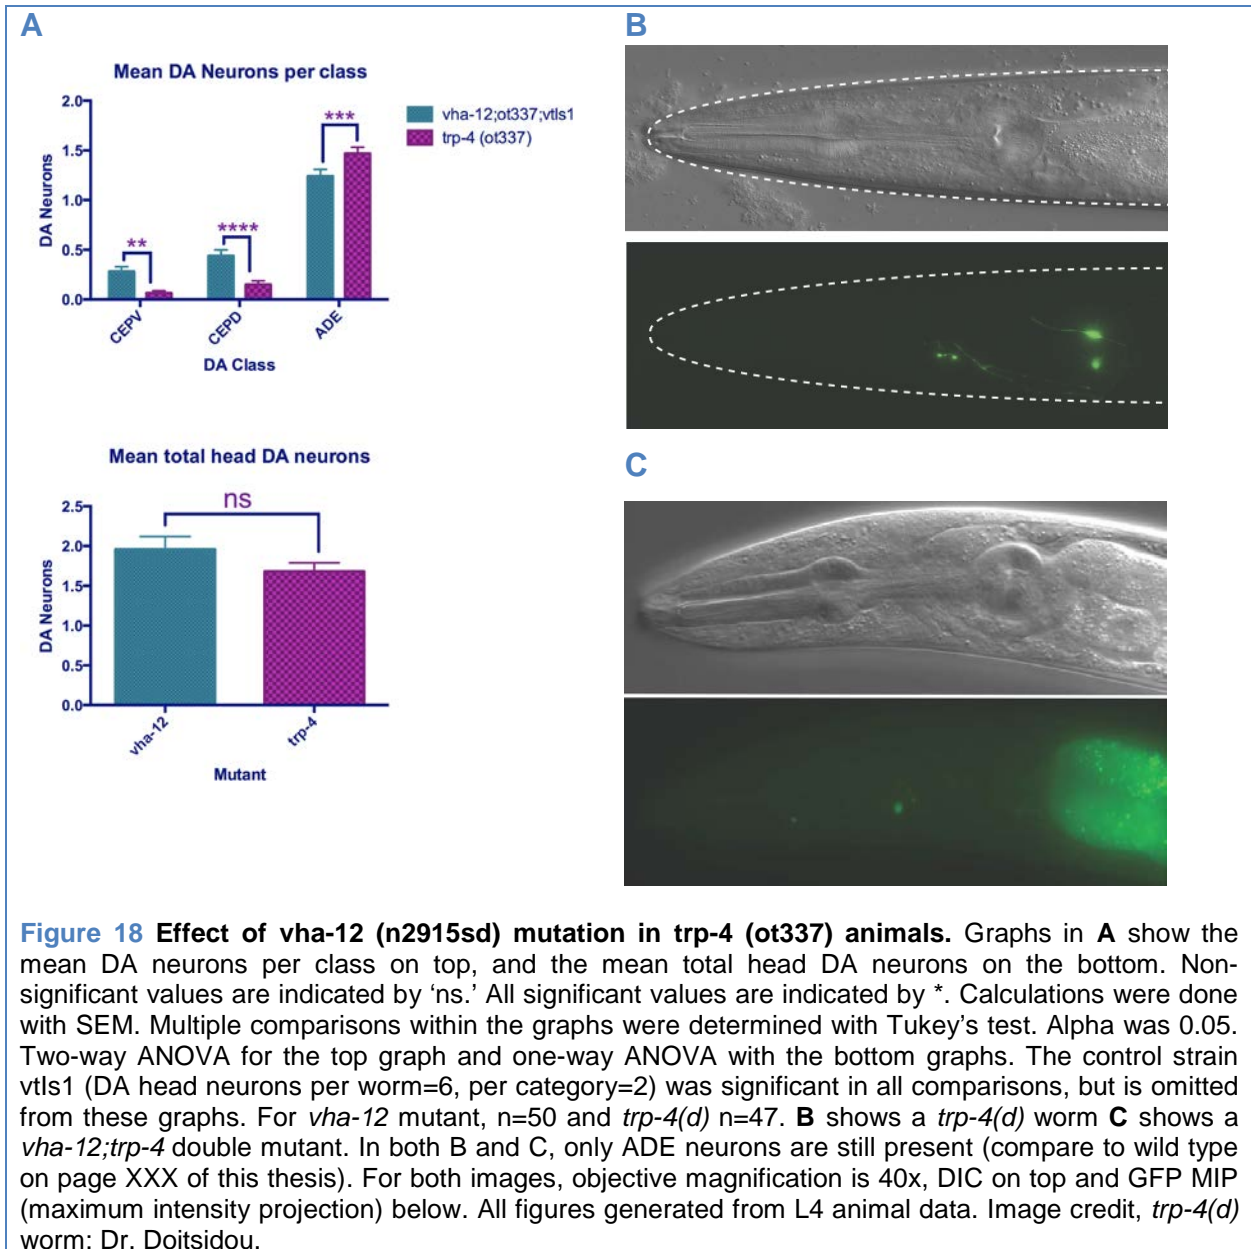 A
Mean DA Neurons per class
2.0
1.5
1.0
0.5
0.0
DA Neurons
**
****
***
CEPV
CEPD
ADE
DA Class
vha-12;ot337;vtls1
trp-4 (ot337)
Mean total head DA neurons
2.5
2.0
1.5
1.0
0.5
0.0
DA Neurons
ns
vha-12
trp-4
Mutant
B
C
Figure 18 Effect of vha-12 (n2915sd) mutation in trp-4 (ot337) animals. Graphs in A show the
mean DA neurons per class on top, and the mean total head DA neurons on the bottom. Non-
significant values are indicated by ‘ns.’ All significant values are indicated by *. Calculations were done
with SEM. Multiple comparisons within the graphs were determined with Tukey’s test. Alpha was 0.05.
Two-way ANOVA for the top graph and one-way ANOVA with the bottom graphs. The control strain
vtls1 (DA head neurons per worm=6, per category=2) was significant in all comparisons, but is omitted
from these graphs. For vha-12 mutant, n=50 and trp-4(d) n=47. B shows a trp-4(d) worm C shows a
vha-12;trp-4 double mutant. In both B and C, only ADE neurons are still present (compare to wild type
on page XXX of this thesis). For both images, objective magnification is 40x, DIC on top and GFP MIP
(maximum intensity projection) below. All figures generated from L4 animal data. Image credit, trp-4(d)
worm: Dr. Doitsidou.